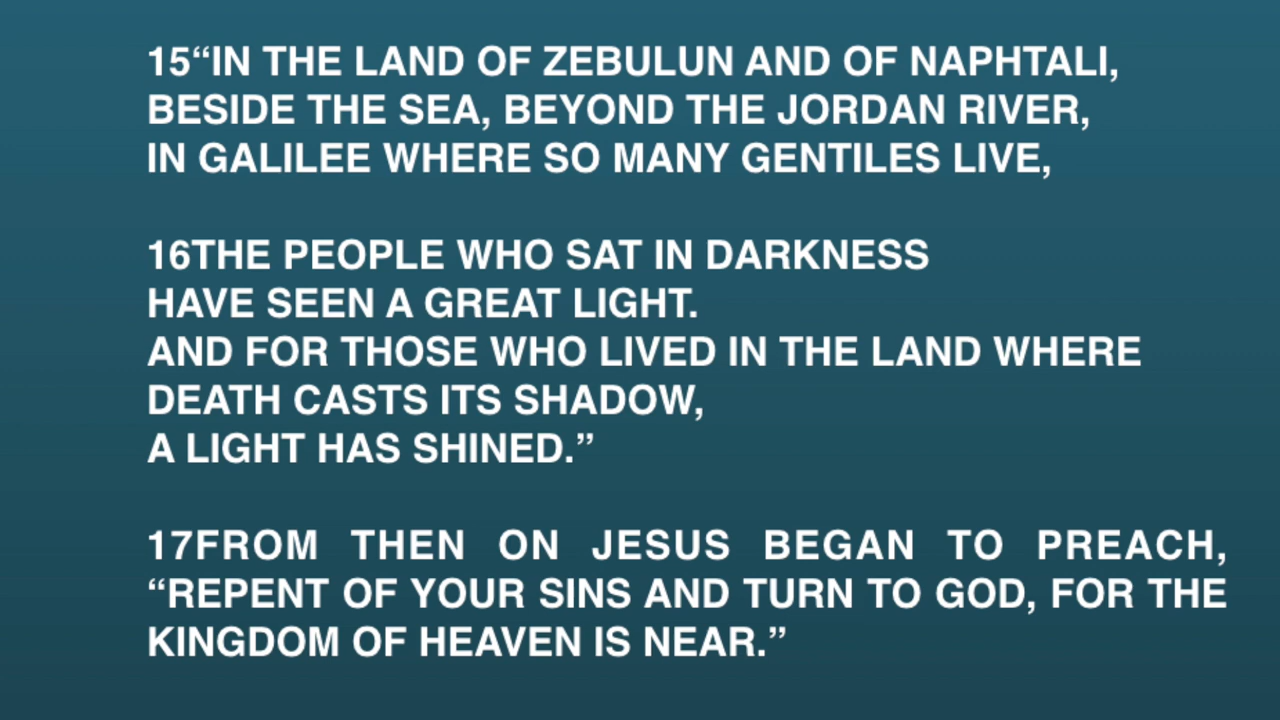 15“IN THE LAND OF ZEBULUN AND OF NAPHTALI,
BESIDE THE SEA, BEYOND THE JORDAN RIVER,
IN GALILEE WHERE SO MANY GENTILES LIVE,
16THE PEOPLE WHO SAT IN DARKNESS
HAVE SEEN A GREAT LIGHT.
AND FOR THOSE WHO LIVED IN THE LAND WHERE
DEATH CASTS ITS SHADOW,
A LIGHT HAS SHINED.”
17FROM THEN ON JESUS BEGAN TO PREACH,
“REPENT OF YOUR SINS AND TURN TO GOD, FOR THE
KINGDOM OF HEAVEN IS NEAR.”